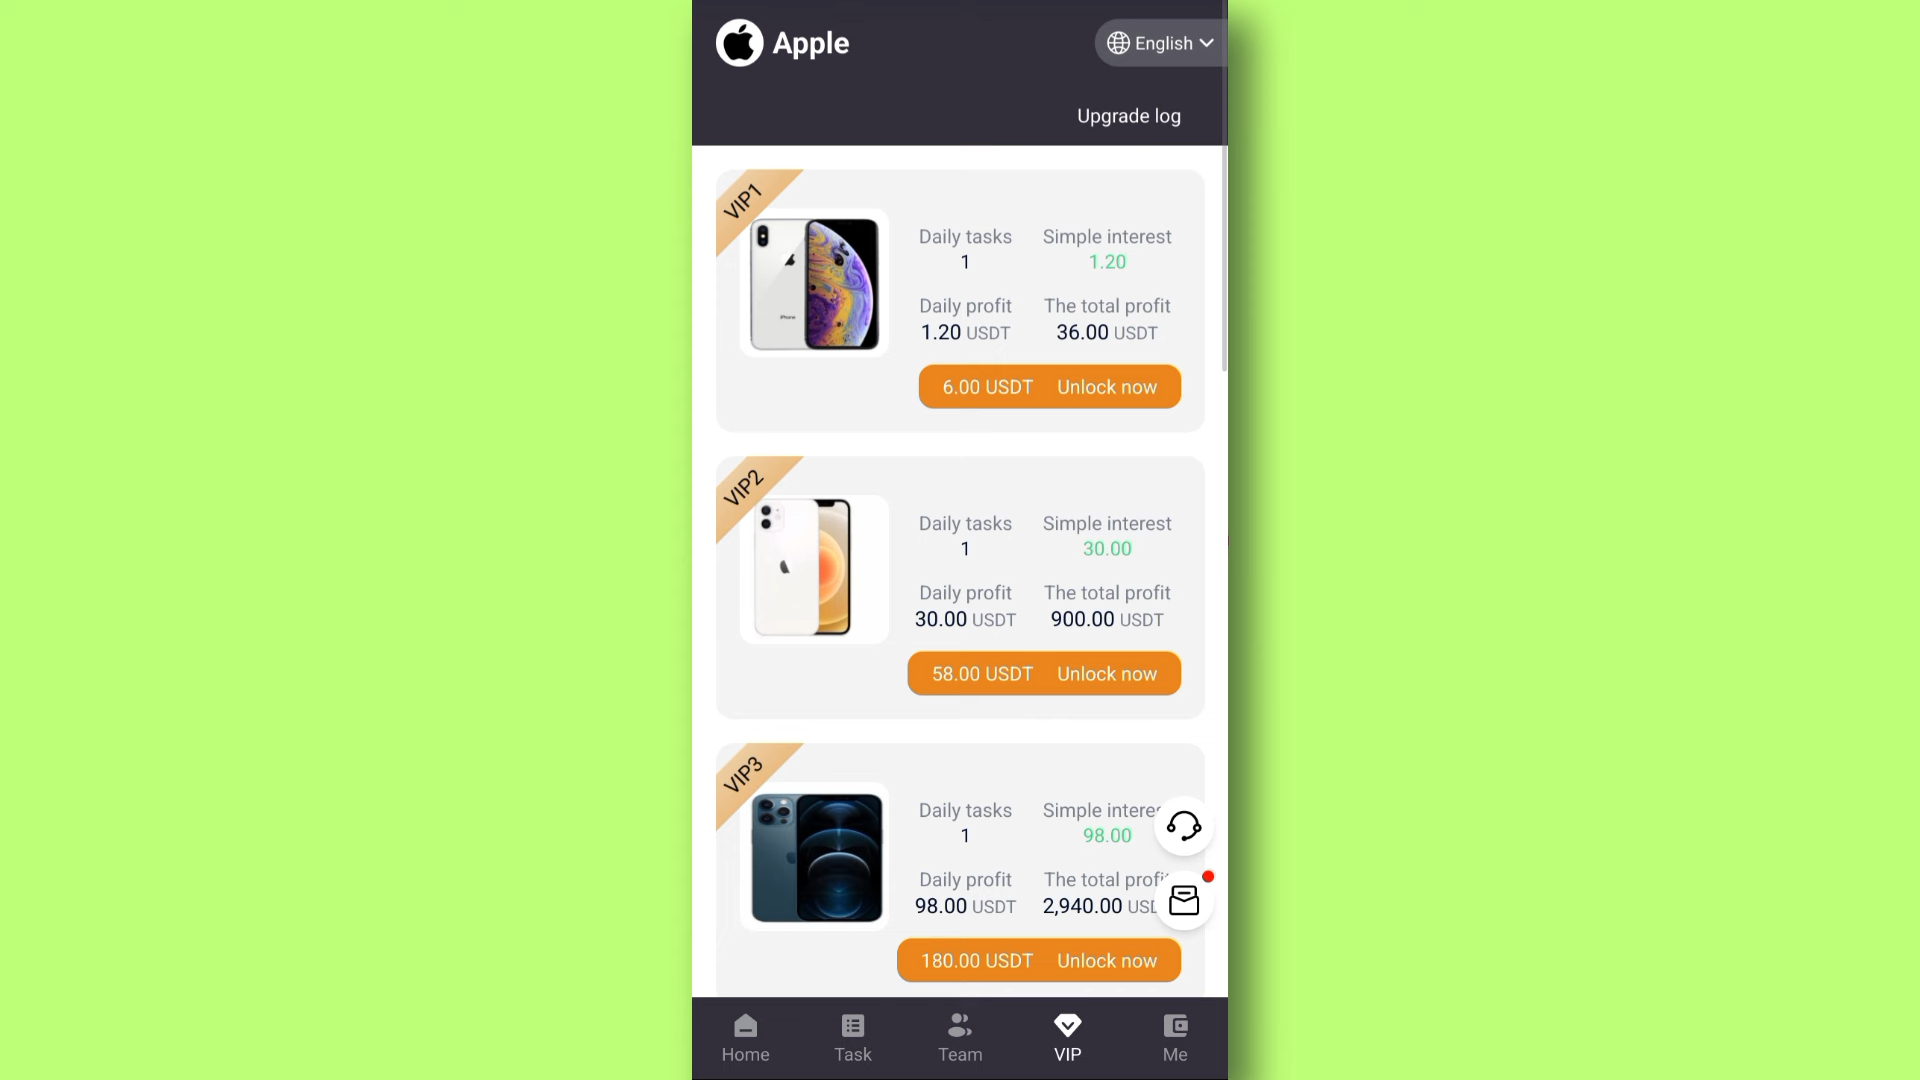 Apple
English
Upgrade log
VIP1
Daily tasks Simple interest
1 1.20
Daily profit The total profit
1.20 USDT 36.00 USDT
6.00 USDT Unlock now
iPhone
VIP2
Daily tasks Simple interest
1 30.00
Daily profit The total profit
30.00 USDT 900.00 USDT
58.00 USDT Unlock now
VIP3
Daily tasks Simple
1 98.00
Daily profit The total
98.00 USDT 2,940.00
180.00 USDT Unlock now
Home Task Team VIP Me